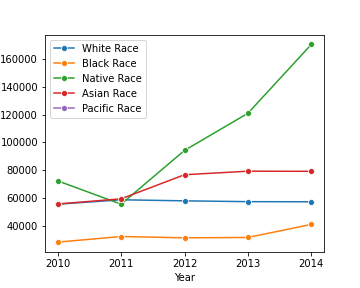 White Race
Black Race
Native Race
Asian Race
Pacific Race
160000
140000
120000
100000
80000
60000
40000
2010 2011 2012 2013 2014
Year